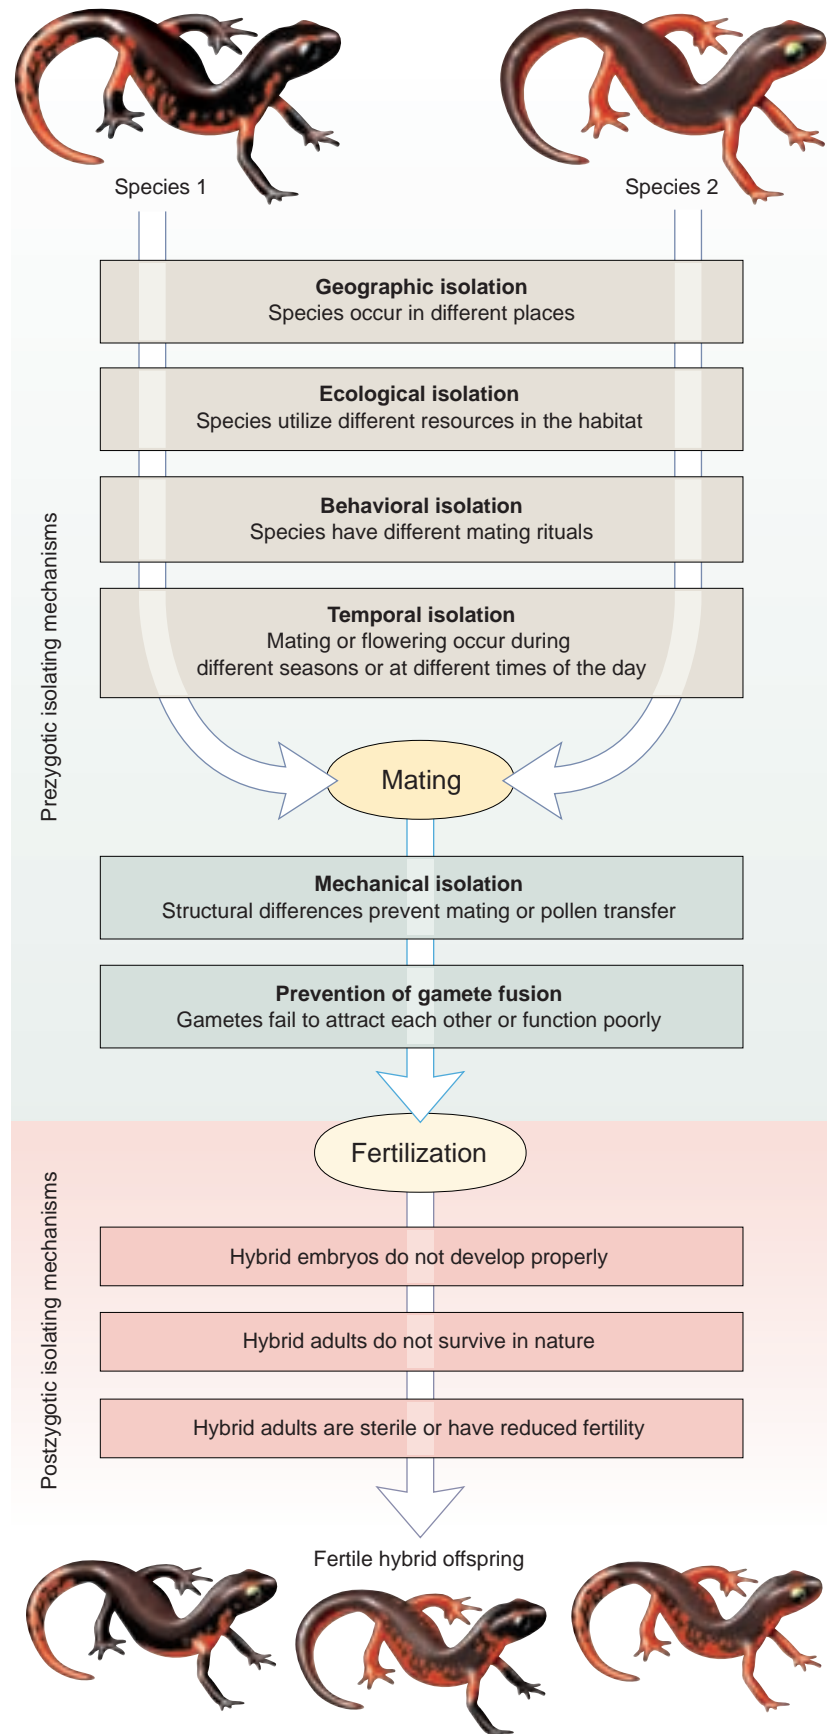 Species 1
Species 2
Geographic isolation
Species occur in different places
Ecological isolation
Species utilize different resources in the habitat
Behavioral isolation
Species have different mating rituals
Temporal isolation
Mating or flowering occur during
different seasons or at different times of the day
Prezygotic isolating mechanisms
Mating
Mechanical isolation
Structural differences prevent mating or pollen transfer
Prevention of gamete fusion
Gametes fail to attract each other or function poorly
Fertilization
Postzygotic isolating mechanisms
Hybrid embryos do not develop properly
Hybrid adults do not survive in nature
Hybrid adults are sterile or have reduced fertility
Fertile hybrid offspring